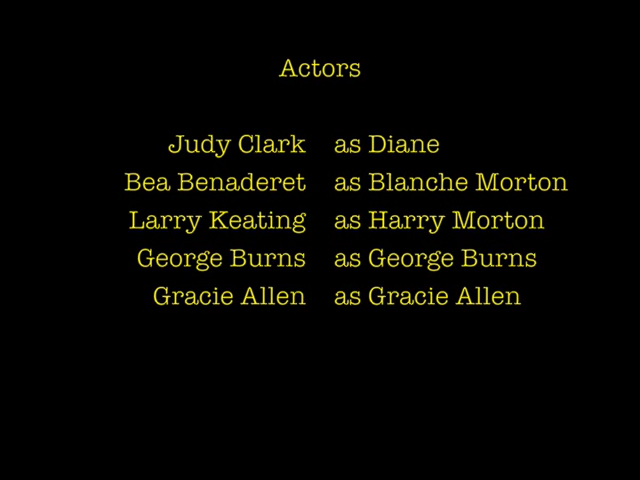 Actors
Judy Clark as Diane
Bea Benaderet as Blanche Morton
Larry Keating as Harry Morton
George Burns as George Burns
Gracie Allen as Gracie Allen